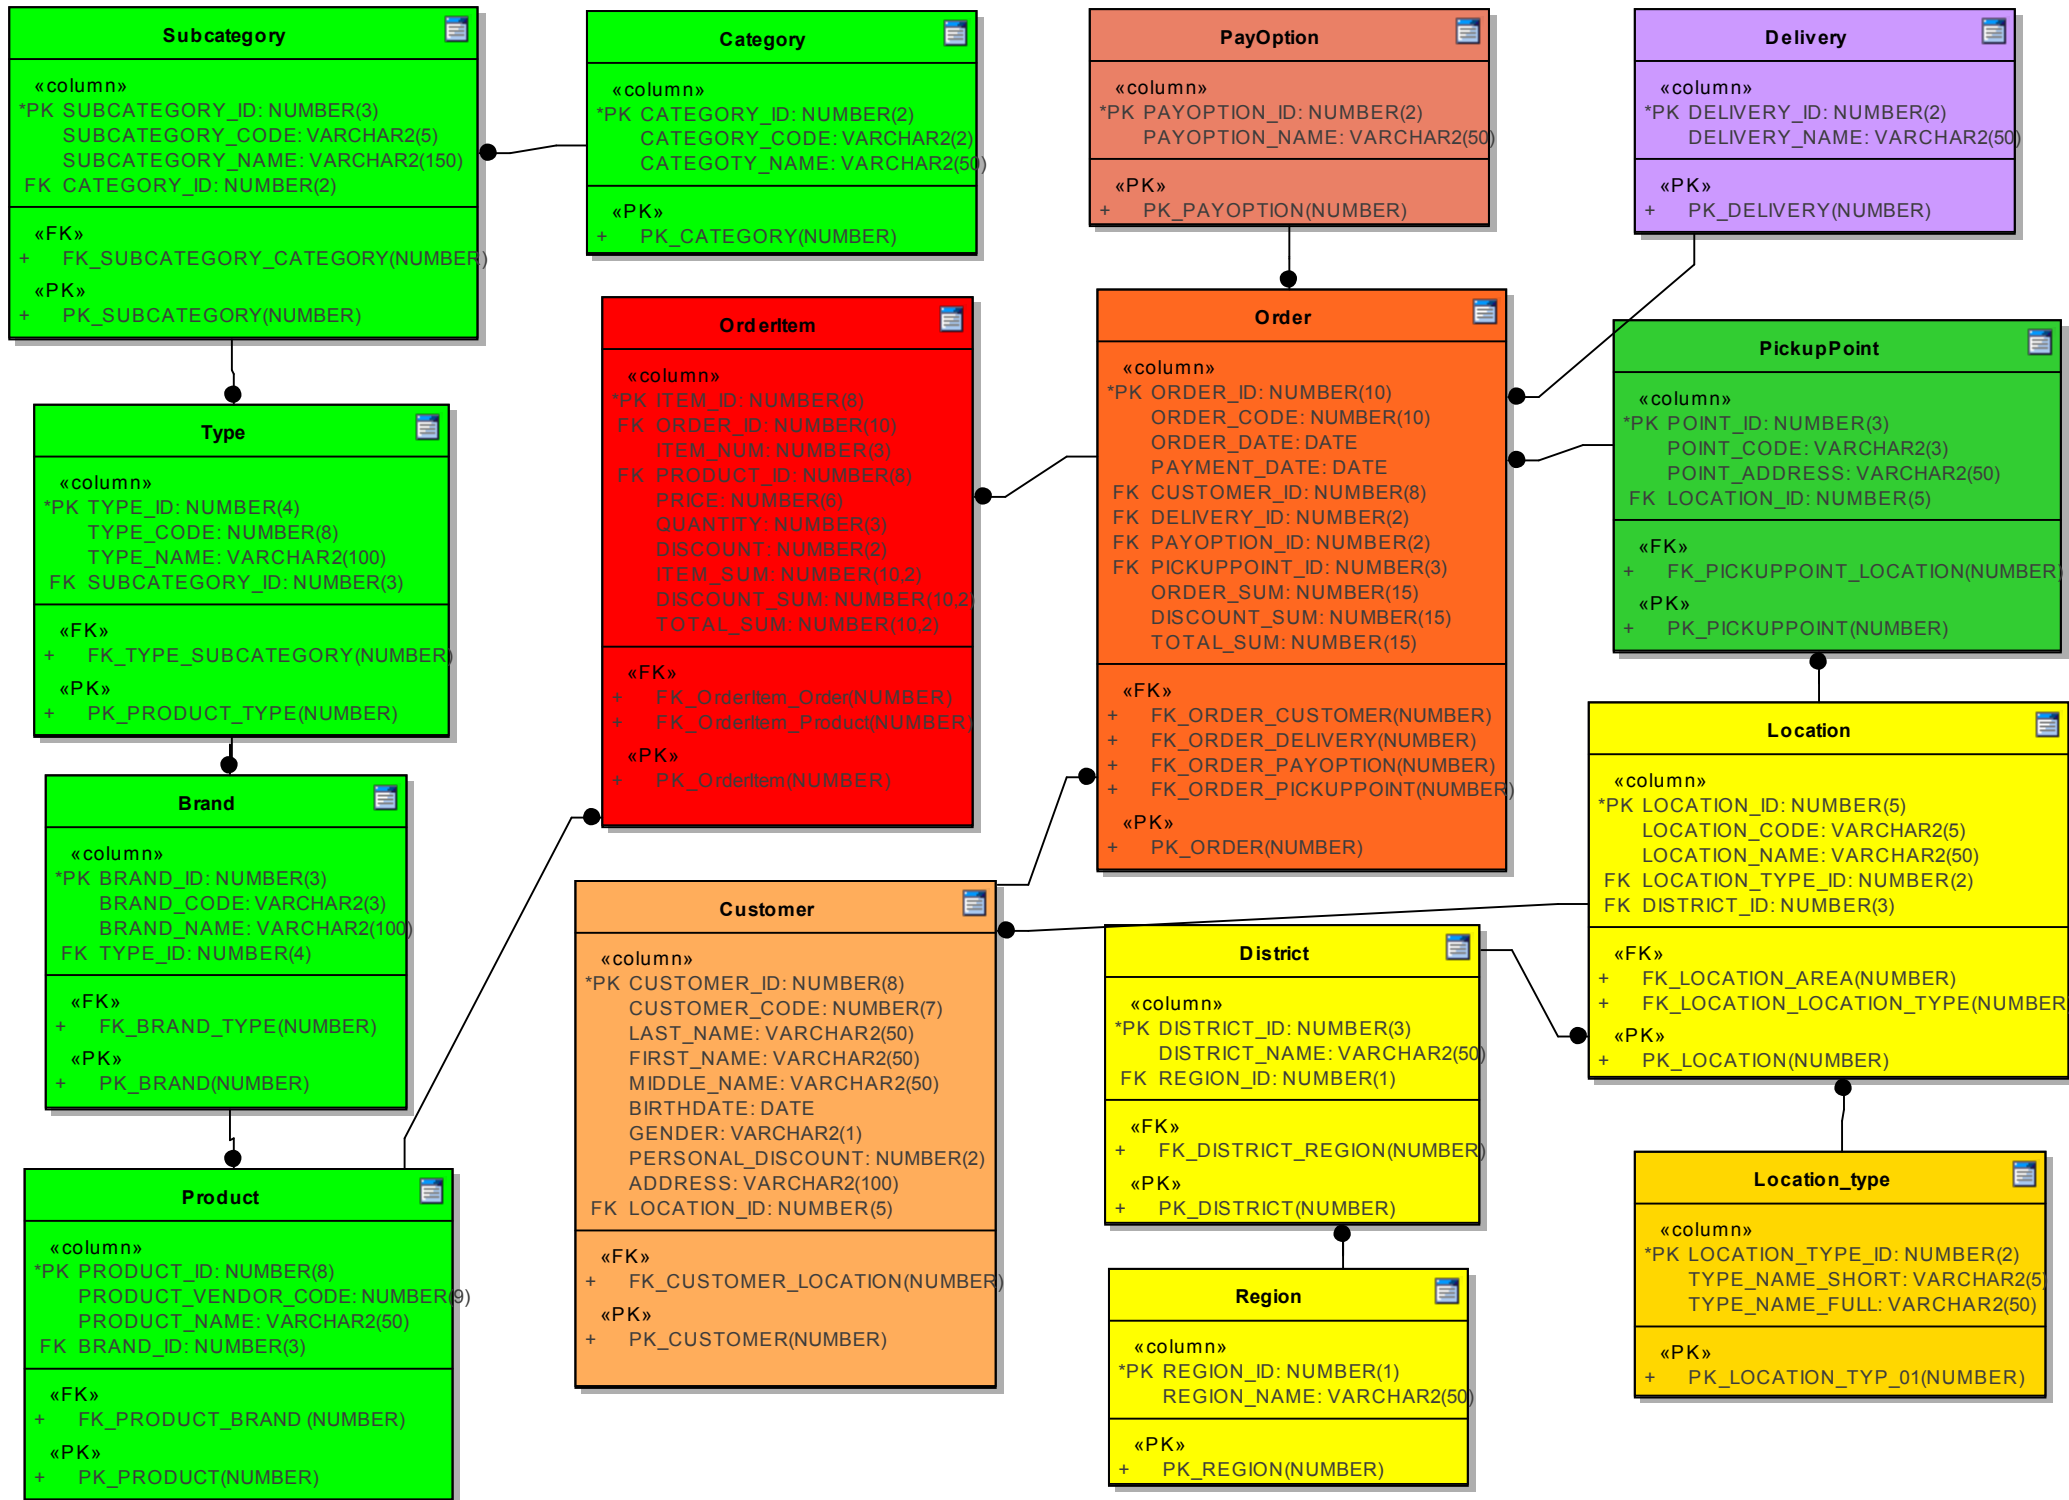 Subcategory
«column»
*PK SUBCATEGORY_ID: NUMBER(3)
SUBCATEGORY_CODE: VARCHAR2(5)
SUBCATEGORY_NAME: VARCHAR2(150)
FK CATEGORY_ID: NUMBER(2)
«FK»
+ FK_SUBCATEGORY_CATEGORY(NUMBER)
«PK»
+ PK_SUBCATEGORY(NUMBER)
Category
«column»
*PK CATEGORY_ID: NUMBER(2)
CATEGORY_CODE: VARCHAR2(2)
CATEGOTY_NAME: VARCHAR2(50)
«PK»
+ PK_CATEGORY(NUMBER)
PayOption
«column»
*PK PAYOPTION_ID: NUMBER(2)
PAYOPTION_NAME: VARCHAR2(50)
«PK»
+ PK_PAYOPTION(NUMBER)
Delivery
«column»
*PK DELIVERY_ID: NUMBER(2)
DELIVERY_NAME: VARCHAR2(50)
«PK»
+ PK_DELIVERY(NUMBER)
Type
«column»
*PK TYPE_ID: NUMBER(4)
TYPE_CODE: NUMBER(8)
TYPE_NAME: VARCHAR2(100)
FK SUBCATEGORY_ID: NUMBER(3)
«FK»
+ FK_TYPE_SUBCATEGORY(NUMBER)
«PK»
+ PK_PRODUCT_TYPE(NUMBER)
OrderItem
«column»
*PK ITEM_ID: NUMBER(8)
FK ORDER_ID: NUMBER(10)
ITEM_NUM: NUMBER(3)
FK PRODUCT_ID: NUMBER(8)
PRICE: NUMBER(6)
QUANTITY: NUMBER(3)
DISCOUNT: NUMBER(2)
ITEM_SUM: NUMBER(10,2)
DISCOUNT_SUM: NUMBER(10,2)
TOTAL_SUM: NUMBER(10,2)
«FK»
+ FK_OrderItem_Order(NUMBER)
+ FK_OrderItem_Product(NUMBER)
«PK»
+ PK_OrderItem(NUMBER)
Order
«column»
*PK ORDER_ID: NUMBER(10)
ORDER_CODE: NUMBER(10)
ORDER_DATE: DATE
PAYMENT_DATE: DATE
FK CUSTOMER_ID: NUMBER(8)
FK DELIVERY_ID: NUMBER(2)
FK PAYOPTION_ID: NUMBER(2)
FK PICKUPPOINT_ID: NUMBER(3)
ORDER_SUM: NUMBER(15)
DISCOUNT_SUM: NUMBER(15)
TOTAL_SUM: NUMBER(15)
«FK»
+ FK_ORDER_CUSTOMER(NUMBER)
+ FK_ORDER_DELIVERY(NUMBER)
+ FK_ORDER_PAYOPTION(NUMBER)
+ FK_ORDER_PICKUPPOINT(NUMBER)
«PK»
+ PK_ORDER(NUMBER)
PickupPoint
«column»
*PK POINT_ID: NUMBER(3)
POINT_CODE: VARCHAR2(3)
POINT_ADDRESS: VARCHAR2(50)
FK LOCATION_ID: NUMBER(5)
«FK»
+ FK_PICKUPPOINT_LOCATION(NUMBER)
«PK»
+ PK_PICKUPPOINT(NUMBER)
Brand
«column»
*PK BRAND_ID: NUMBER(3)
BRAND_CODE: VARCHAR2(3)
BRAND_NAME: VARCHAR2(100)
FK TYPE_ID: NUMBER(4)
«FK»
+ FK_BRAND_TYPE(NUMBER)
«PK»
+ PK_BRAND(NUMBER)
Customer
«column»
*PK CUSTOMER_ID: NUMBER(8)
CUSTOMER_CODE: NUMBER(7)
LAST_NAME: VARCHAR2(50)
FIRST_NAME: VARCHAR2(50)
MIDDLE_NAME: VARCHAR2(50)
BIRTHDATE: DATE
GENDER: VARCHAR2(1)
PERSONAL_DISCOUNT: NUMBER(2)
ADDRESS: VARCHAR2(100)
FK LOCATION_ID: NUMBER(5)
«FK»
+ FK_CUSTOMER_LOCATION(NUMBER)
«PK»
+ PK_CUSTOMER(NUMBER)
District
«column»
*PK DISTRICT_ID: NUMBER(3)
DISTRICT_NAME: VARCHAR2(50)
FK REGION_ID: NUMBER(1)
«FK»
+ FK_DISTRICT_REGION(NUMBER)
«PK»
+ PK_DISTRICT(NUMBER)
Location
«column»
*PK LOCATION_ID: NUMBER(5)
LOCATION_CODE: VARCHAR2(5)
LOCATION_NAME: VARCHAR2(50)
FK LOCATION_TYPE_ID: NUMBER(2)
FK DISTRICT_ID: NUMBER(3)
«FK»
+ FK_LOCATION_AREA(NUMBER)
+ FK_LOCATION_LOCATION_TYPE(NUMBER
«PK»
+ PK_LOCATION(NUMBER)
Product
«column»
*PK PRODUCT_ID: NUMBER(8)
PRODUCT_VENDOR_CODE: NUMBER(9)
PRODUCT_NAME: VARCHAR2(50)
FK BRAND_ID: NUMBER(3)
«FK»
+ FK_PRODUCT_BRAND (NUMBER)
«PK»
+ PK_PRODUCT(NUMBER)
Region
«column»
*PK REGION_ID: NUMBER(1)
REGION_NAME: VARCHAR2(50)
«PK»
+ PK_REGION(NUMBER)
Location_type
«column»
*PK LOCATION_TYPE_ID: NUMBER(2)
TYPE_NAME_SHORT: VARCHAR2(5)
TYPE_NAME_FULL: VARCHAR2(50)
«PK»
+ PK_LOCATION_TYP_01(NUMBER)